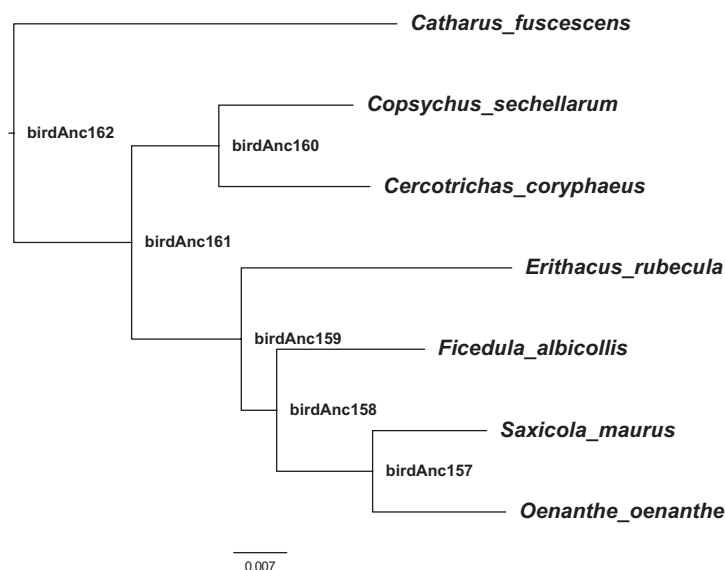 Catharus_fuscescens
Copsychus_sechellarum
birdAnc162
birdAnc160
Cercotrichas_coryphaeus
birdAnc161
Erithacus_rubecula
birdAnc159
Ficedula_albicollis
birdAnc158
Saxicola_maurus
birdAnc157
Oenanthe_oenanthe
0.007